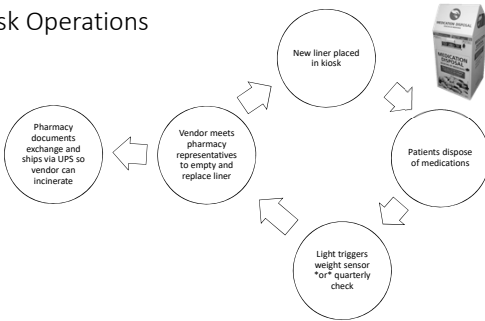 sk Operations
MEDICATION DISPOSAL
MEDICATION
DISPOSAL
New liner placed
in kiosk
Patients dispose
of medications
Light triggers
weight sensor
*or* quarterly
check
Vendor meets
pharmacy
representatives
to empty and
replace liner
Pharmacy
documents
exchange and
ships via UPS so
vendor can
incinerate